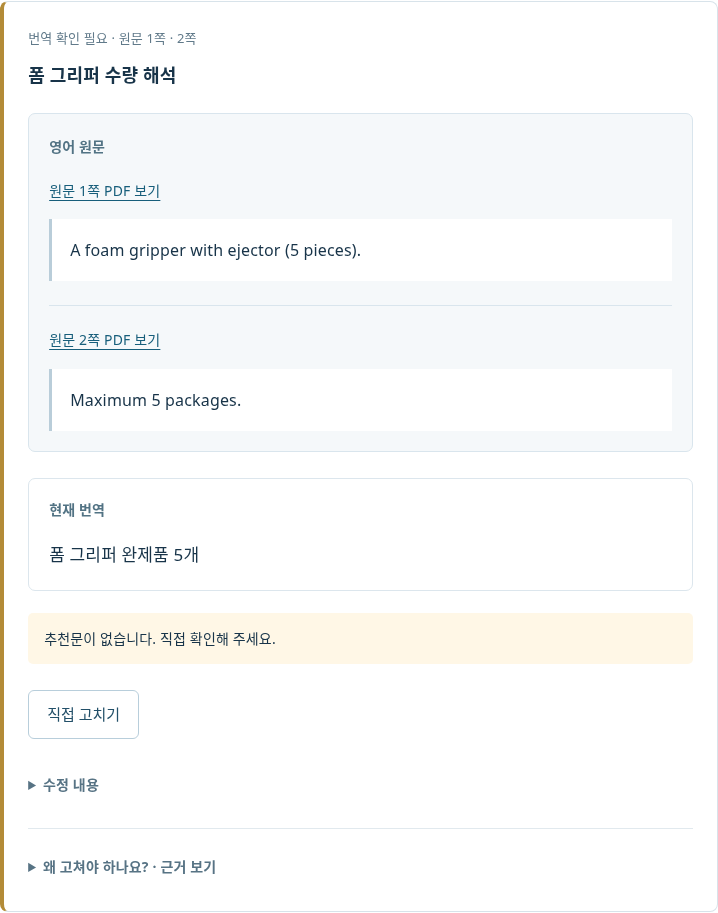 번역 확인 필요 · 원문 1쪽 · 2쪽
폼 그리퍼 수량 해석
영어 원문
원문 1쪽 PDF 보기
A foam gripper with ejector (5 pieces).
원문 2쪽 PDF 보기
Maximum 5 packages.
현재 번역
폼 그리퍼 완제품 5개
추천문이 없습니다. 직접 확인해 주세요.
직접 고치기
▶ 수정 내용
▶ 왜 고쳐야 하나요? · 근거 보기